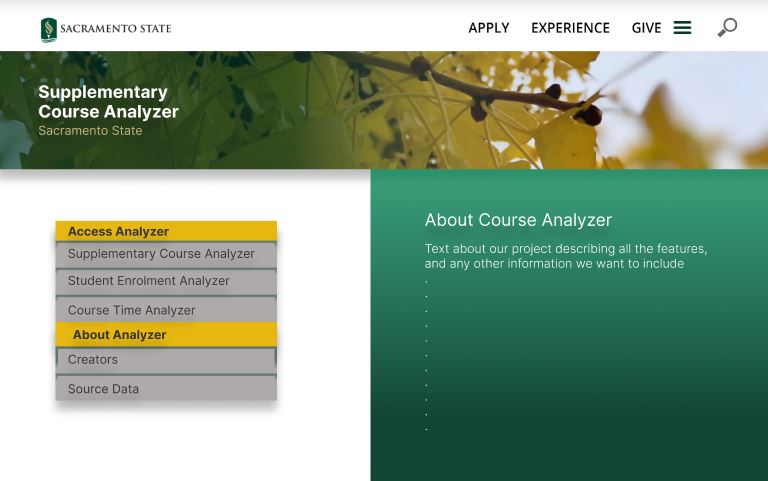 SACRAMENTO STATE
APPLY EXPERIENCE GIVE
Supplementary
Course Analyzer
Sacramento State
Access Analyzer
Supplementary Course Analyzer
Student Enrolment Analyzer
Course Time Analyzer
About Analyzer
Creators
Source Data
About Course Analyzer
Text about our project describing all the features,
and any other information we want to include
.
.
.
.
.
.
.
.
.
.
.